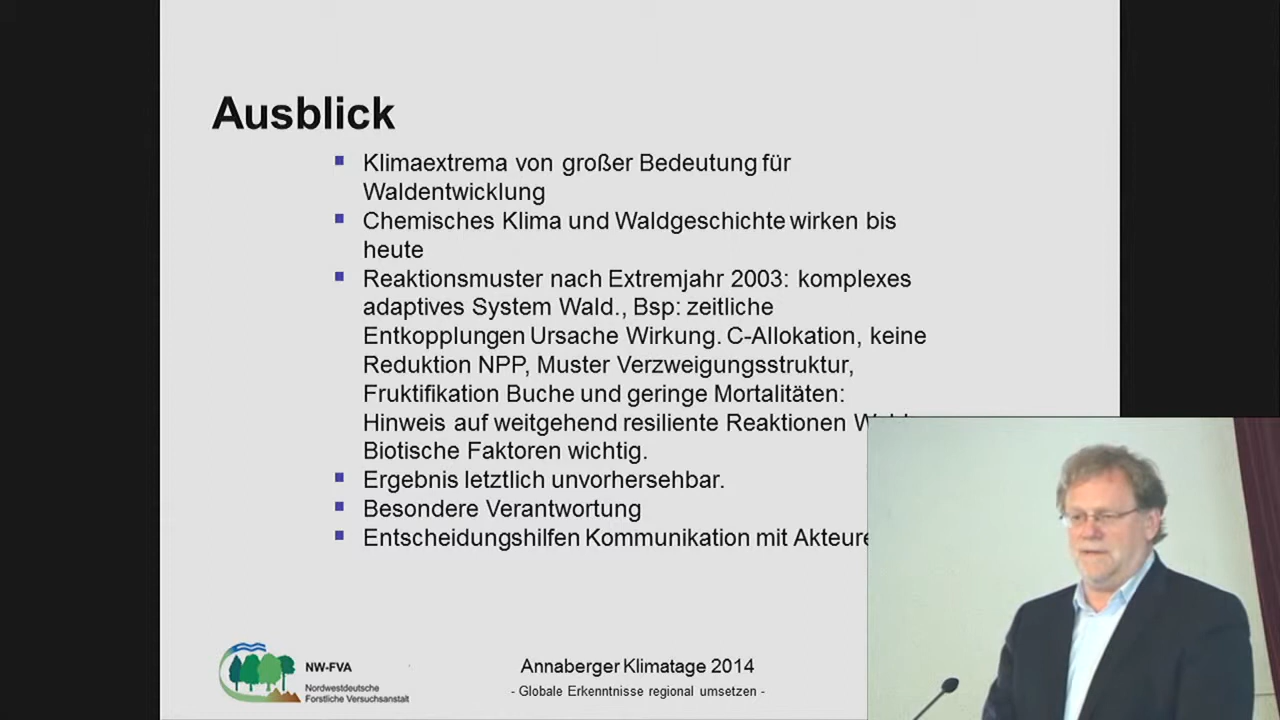 Ausblick
Klimaextrema von großer Bedeutung für
Waldentwicklung
Chemisches Klima und Waldgeschichte wirken bis
heute
Reaktionsmuster nach Extremjahr 2003: komplexes
adaptives System Wald., Bsp: zeitliche
Entkopplungen Ursache Wirkung. C-Allokation, keine
Reduktion NPP, Muster Verzweigungsstruktur,
Fruktifikation Buche und geringe Mortalitäten:
Hinweis auf weitgehend resiliente Reaktionen
Biotische Faktoren wichtig.
Ergebnis letztlich unvorhersehbar.
Besondere Verantwortung
Entscheidungshilfen Kommunikation mit Akteure
NW-FVA
Nordwestdeutsche
Forstliche Versuchsanstalt
Annaberger Klimatage 2014
- Globale Erkenntnisse regional umsetzen -